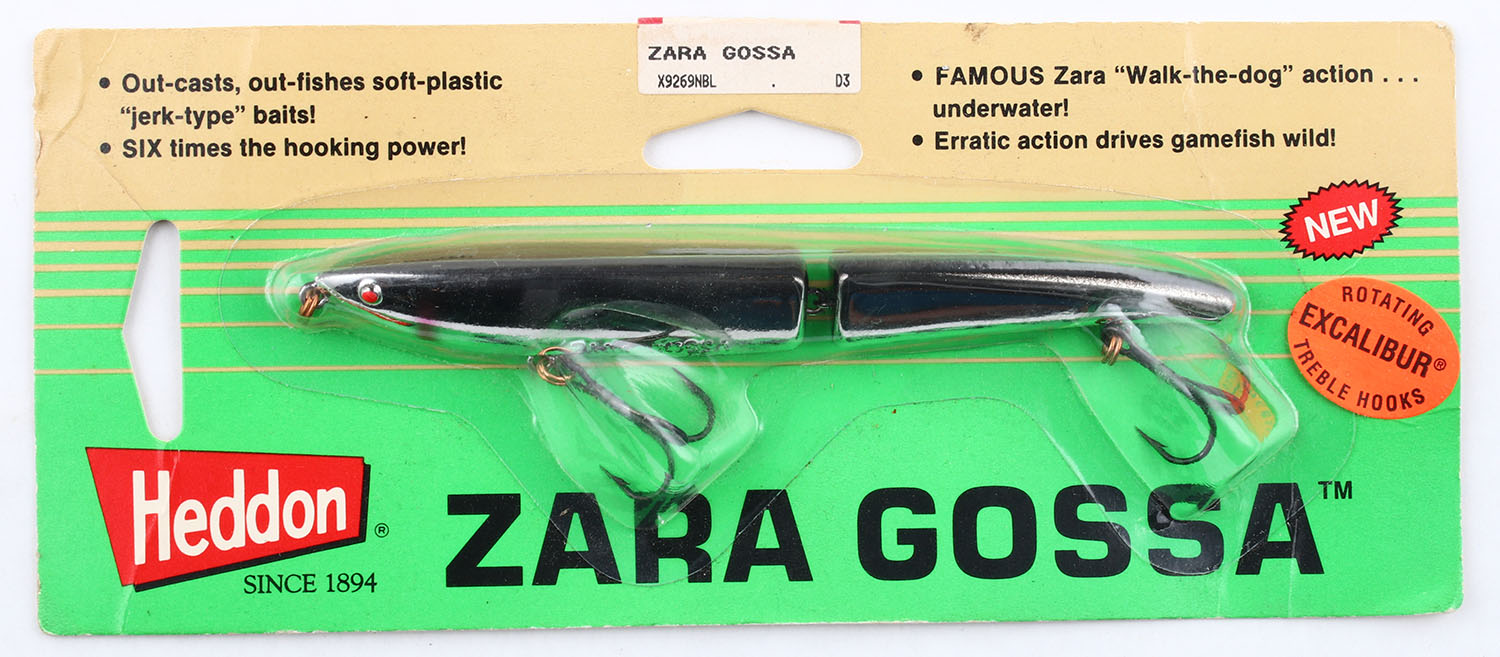 ZARA GOSSA
X9269NBL . D3
• Out-casts, out-fishes soft-plastic
"jerk-type" baits!
• SIX times the hooking power!
• FAMOUS Zara "Walk-the-dog" action . . .
underwater!
• Erratic action drives gamefish wild!
NEW
ROTATING
EXCALIBUR®
TREBLE HOOKS
Heddon®
SINCE 1894
ZARA GOSSA™